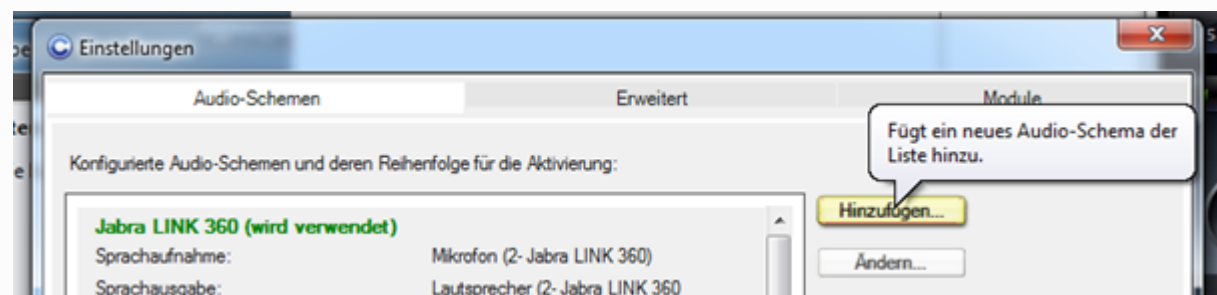 Einstellungen
Audio-Schemen
Erweitert
Module
Fügt ein neues Audio-Schema der
Liste hinzu.
Konfigurierte Audio-Schemen und deren Reihenfolge für die Aktivierung:
Hinzufügen...
Jabra LINK 360 (wird verwendet)
Sprachaufnahme:
Mikrofon (2- Jabra LINK 360)
Ändern...
Sprachausgabe:
Lautsprecher (2- Jabra LINK 360